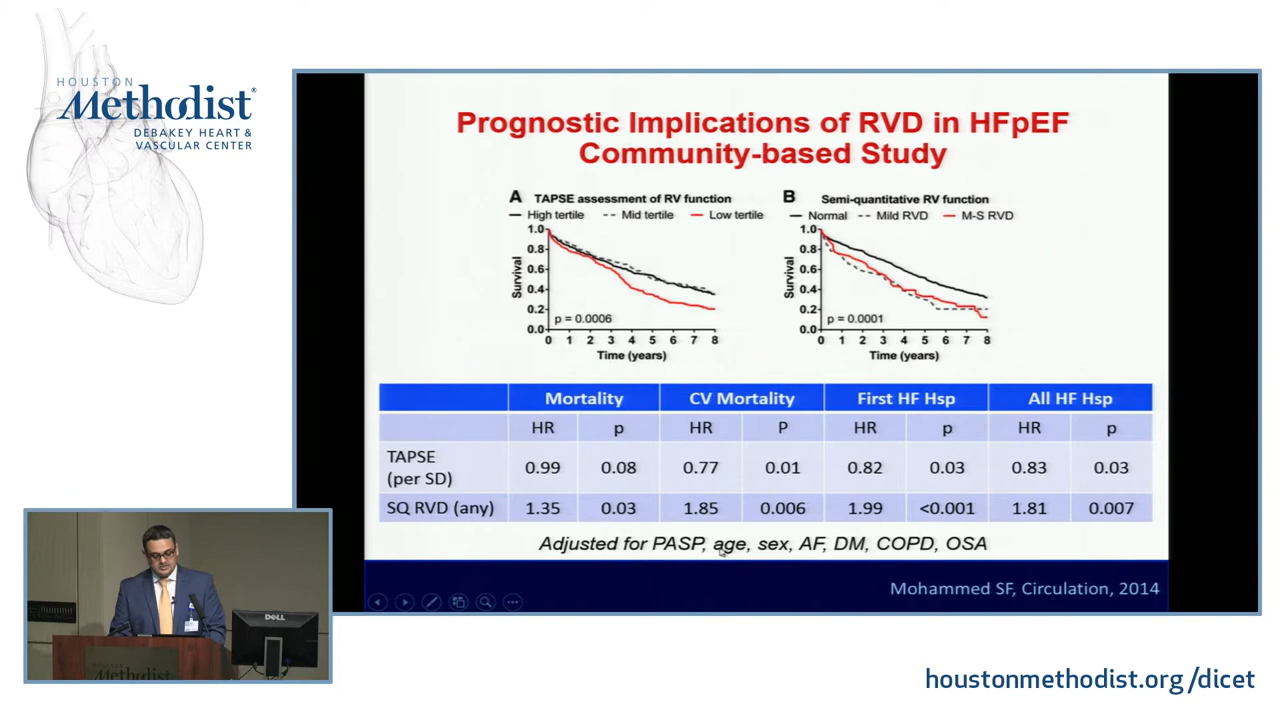 HOUSTON
Methodist®
DEBAKEY HEART &
VASCULAR CENTER
Prognostic Implications of RVD in HFpEF
Community-based Study
A TAPSE assessment of RV function
High tertile Mid tertile Low tertile
1.0
0.8
0.6
0.4
0.2
0.0
Survival
p = 0.0006
0 1 2 3 4 5 6 7 8
Time (years)
B Semi-quantitative RV function
Normal Mild RVD M-S RVD
1.0
0.8
0.6
0.4
0.2
0.0
Survival
p = 0.0001
0 1 2 3 4 5 6 7 8
Time (years)
Mortality CV Mortality First HF Hsp All HF Hsp
HR p HR P HR p HR p
TAPSE
(per SD) 0.99 0.08 0.77 0.01 0.82 0.03 0.83 0.03
SQ RVD (any) 1.35 0.03 1.85 0.006 1.99 <0.001 1.81 0.007
Adjusted for PASP, age, sex, AF, DM, COPD, OSA
Mohammed SF, Circulation, 2014
DELL
HOUSTON
Methodist
houstonmethodist.org/dicet